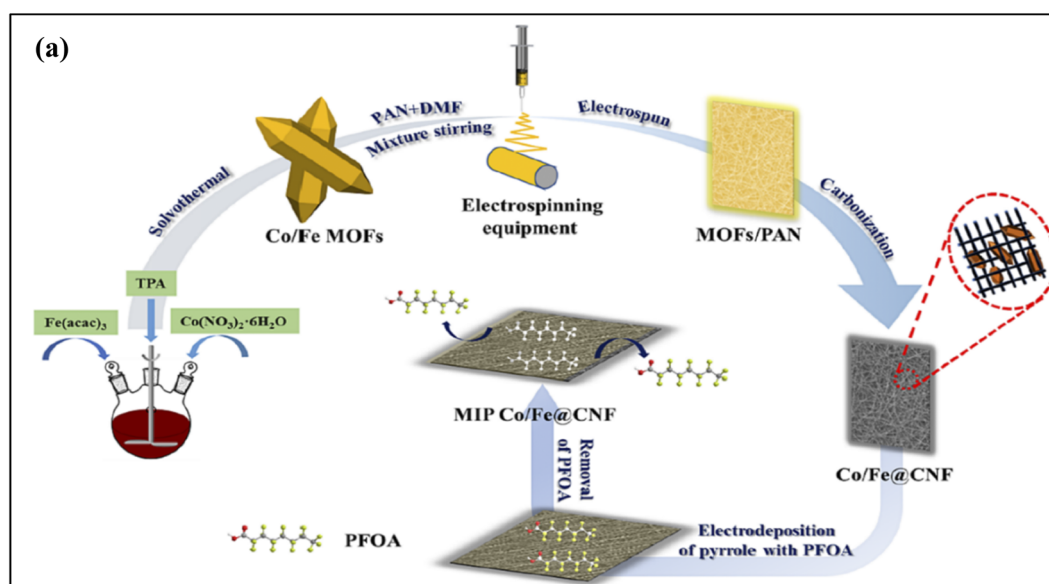 (a)
PAN+DMF
Mixture stirring
Electrospun
Solvothermal
Co/Fe MOFs
Electrospinning
equipment
MOFs/PAN
Carbonization
TPA
Fe(acac)₃
Co(NO₃)₂·6H₂O
MIP Co/Fe@CNF
Co/Fe@CNF
Removal
of PFOA
PFOA
Electrodeposition
of pyrrole with PFOA